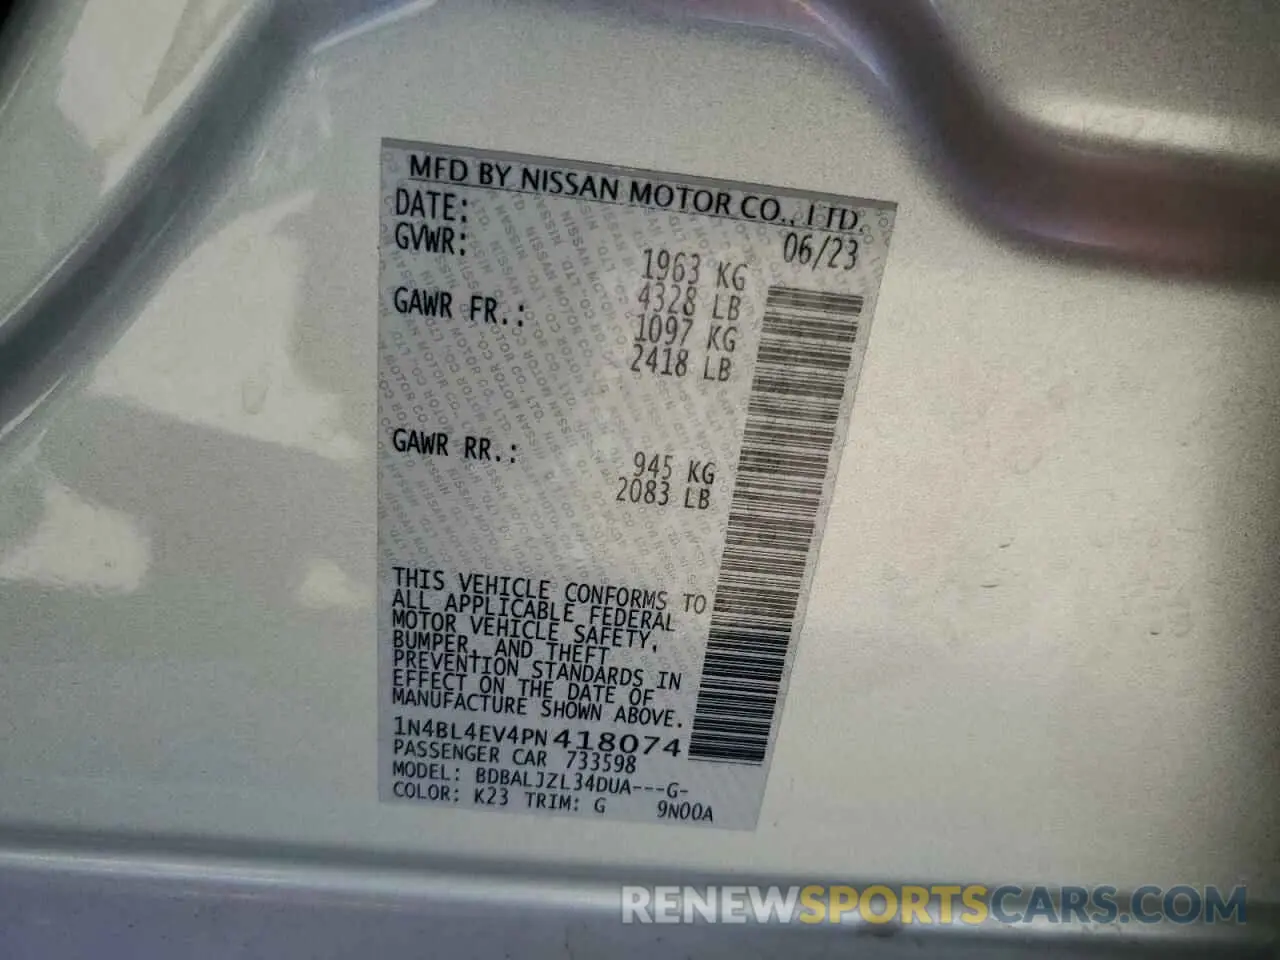 MFD BY NISSAN MOTOR CO., LTD.
DATE: 06/23
GVWR: 1963 KG
4328 LB
GAWR FR.: 1097 KG
2418 LB
GAWR RR.: 945 KG
2083 LB
THIS VEHICLE CONFORMS TO
ALL APPLICABLE FEDERAL
MOTOR VEHICLE SAFETY,
BUMPER, AND THEFT
PREVENTION STANDARDS IN
EFFECT ON THE DATE OF
MANUFACTURE SHOWN ABOVE.
1N4BL4EV4PN418074
PASSENGER CAR 733598
MODEL: BDBALJZL34DUA---G-
COLOR: K23 TRIM: G 9N00A
RENEWSPORTSCARS.COM